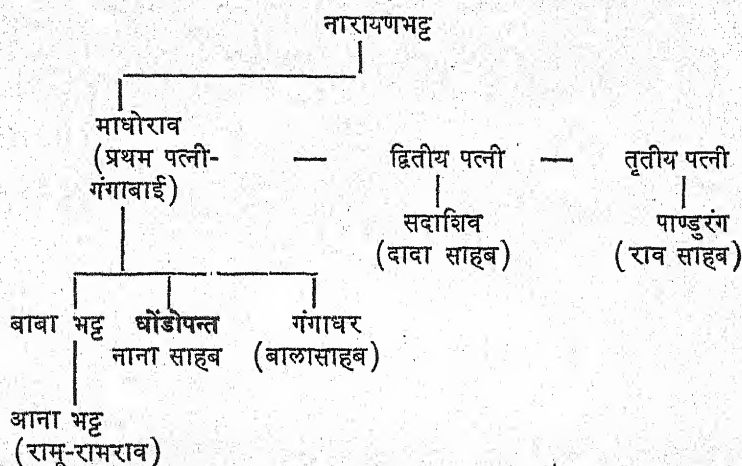 नारायणभट्ट
माधोराव
(प्रथम पत्नी- — द्वितीय पत्नी — तृतीय पत्नी
गंगाबाई)
सदाशिव पाण्डुरंग
(दादा साहब) (राव साहब)
बाबा भट्ट धोंडोपन्त गंगाधर
नाना साहब (बालासाहब)
आना भट्ट
(रामू-रामराव)